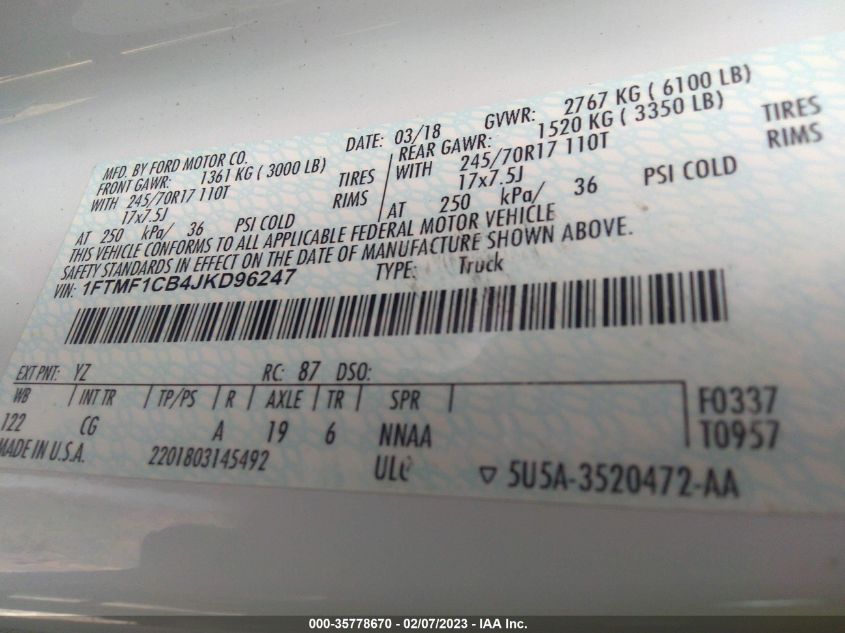 MFD. BY FORD MOTOR CO.
DATE: 03/18 GVWR: 2767 KG ( 6100 LB)
FRONT GAWR: 1361 KG ( 3000 LB)
REAR GAWR: 1520 KG ( 3350 LB)
WITH 245/70R17 110T TIRES
WITH 245/70R17 110T TIRES
17x7.5J RIMS
17x7.5J RIMS
AT 250 kPa/ 36 PSI COLD
AT 250 kPa/ 36 PSI COLD
THIS VEHICLE CONFORMS TO ALL APPLICABLE FEDERAL MOTOR VEHICLE
SAFETY STANDARDS IN EFFECT ON THE DATE OF MANUFACTURE SHOWN ABOVE.
VIN: 1FTMF1CB4JKD96247 TYPE: Truck
EXT PNT: YZ RC: 87 DSO:
WB INT TR TP/PS R AXLE TR SPR F0337
122 CG A 19 6 NNAA T0957
MADE IN U.S.A. 2201803145492 ULC 5U5A-3520472-AA
000-35778670 - 02/07/2023 - IAA Inc.